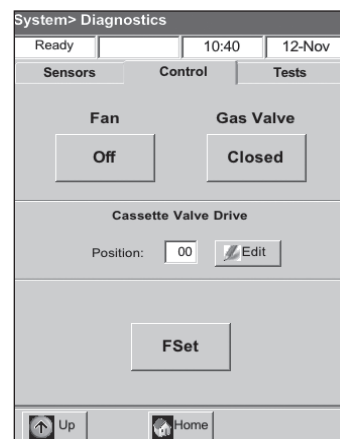 System> Diagnostics
Ready 10:40 12-Nov
Sensors Control Tests
Fan Gas Valve
Off Closed
Cassette Valve Drive
Position: 00 Edit
FSet
Up Home